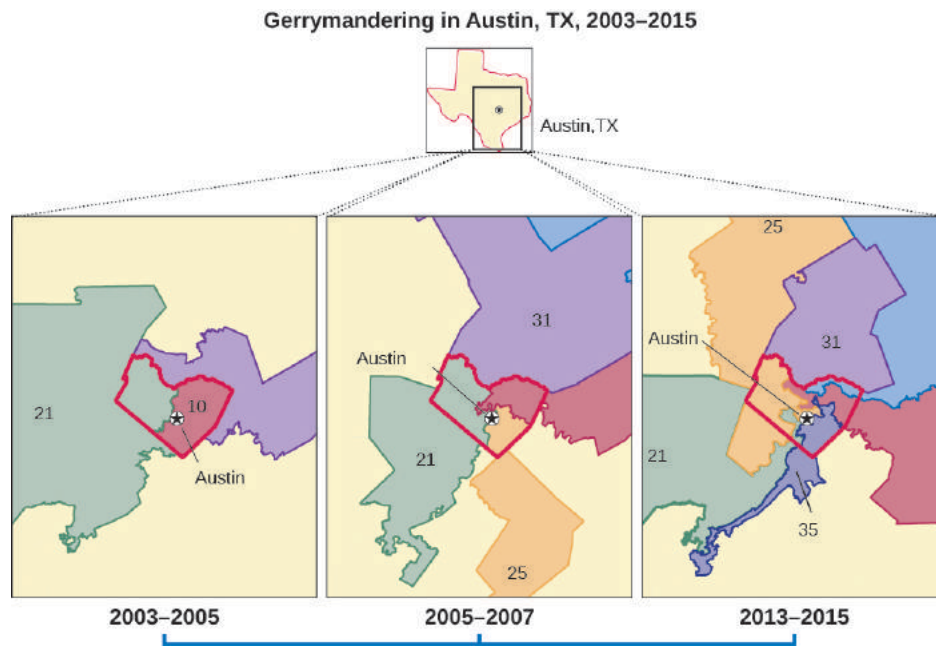 Gerrymandering in Austin, TX, 2003–2015
Austin,TX
21
10
Austin
31
Austin
21
25
25
31
Austin
21
35
2003–2005
2005–2007
2013–2015